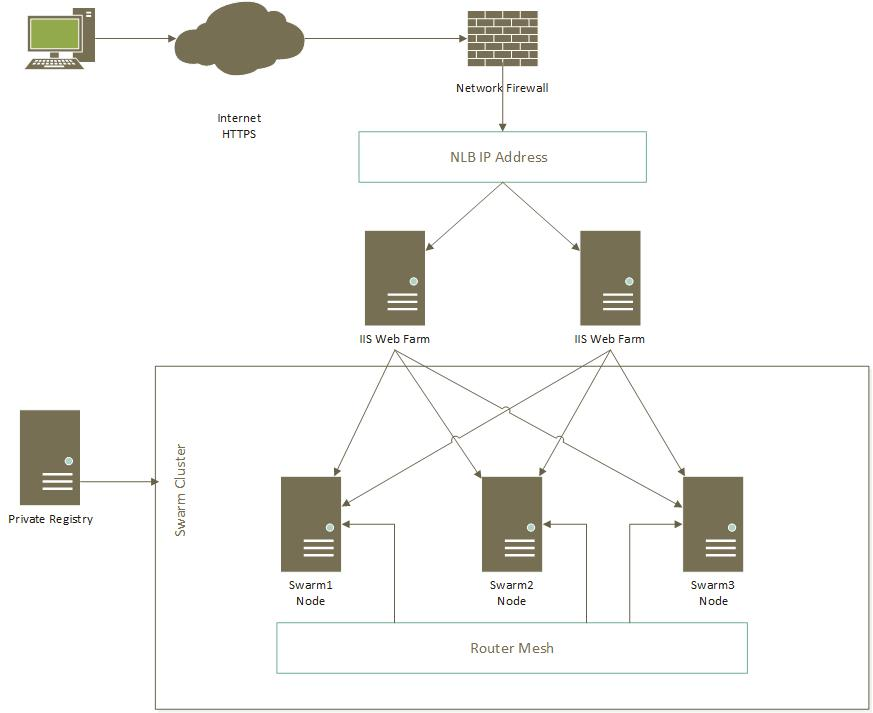 Internet
HTTPS
Network Firewall
NLB IP Address
IIS Web Farm
IIS Web Farm
Private Registry
Swarm Cluster
Swarm1
Node
Swarm2
Node
Swarm3
Node
Router Mesh